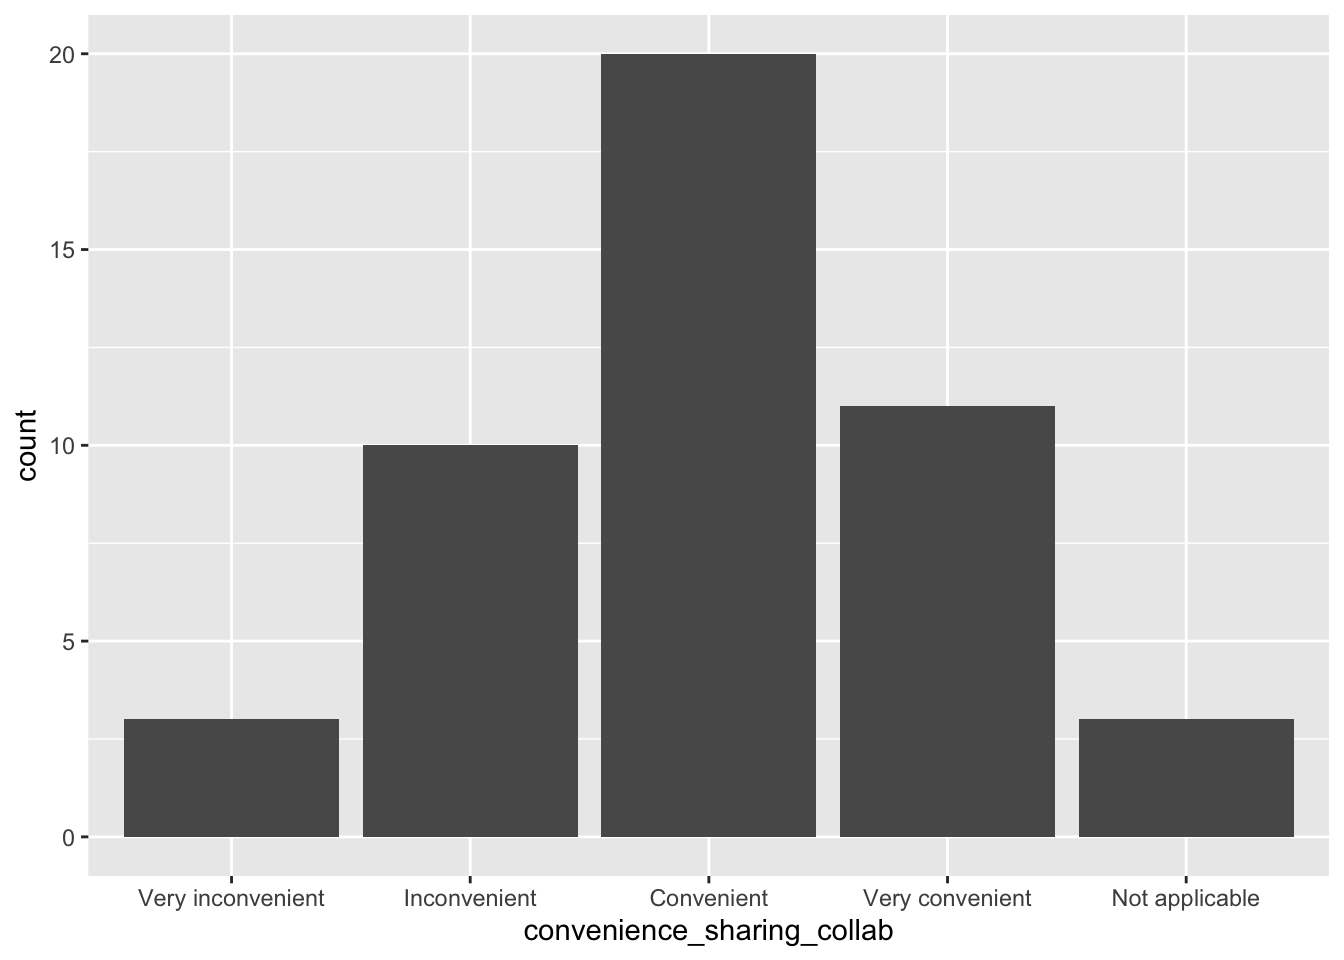 20
15
10
5
0
count
Very inconvenient
Inconvenient
Convenient
Very convenient
Not applicable
convenience_sharing_collab